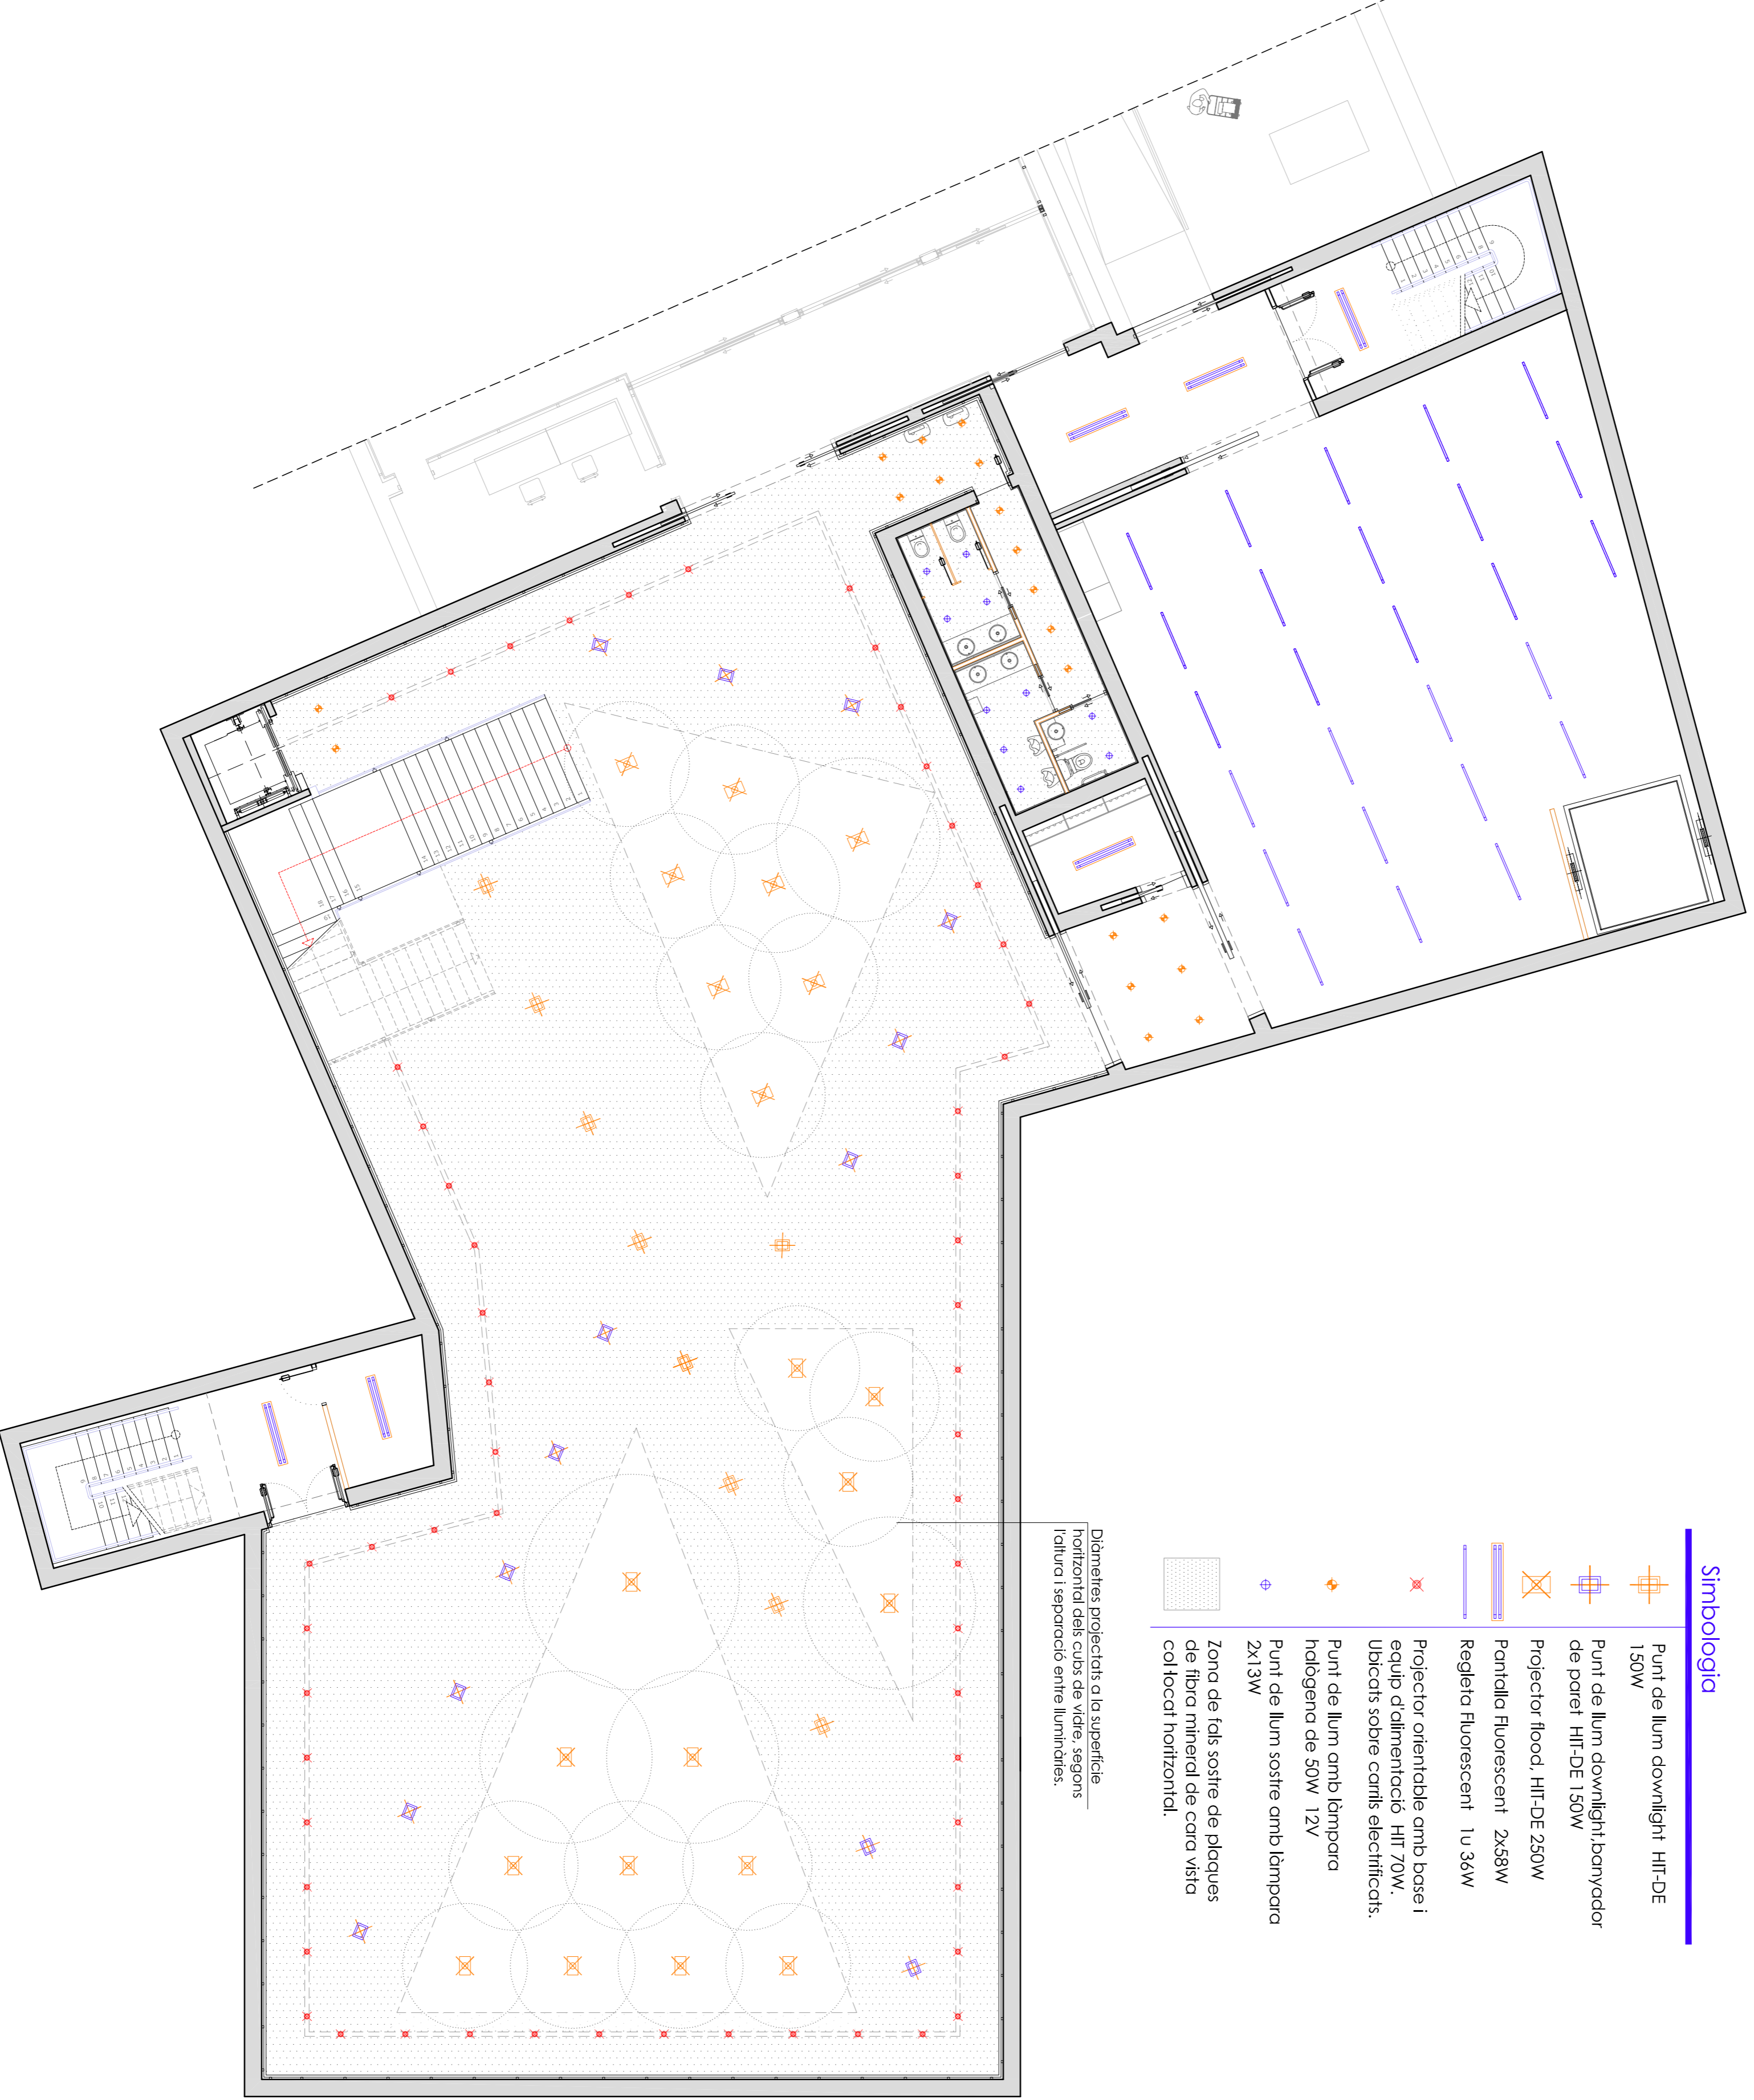 Simbologia
Punt de llum downlight HIT-DE
150W
Punt de llum downlight,banyador
de paret HIT-DE 150W
Projector flood, HIT-DE 250W
Pantalla Fluorescent 2x58W
Regleta Fluorescent 1u 36W
Projector orientable amb base i
equip d'alimentació HIT 70W.
Ubicats sobre carrils electrificats.
Punt de llum amb làmpara
halògena de 50W 12V
Punt de llum sostre amb làmpara
2x13W
Zona de fals sostre de plaques
de fibra mineral de cara vista
col·locat horitzontal.
Diàmetres projectats a la superfície
horitzontal dels cubs de vidre, segons
l'altura i separació entre lluminàries.